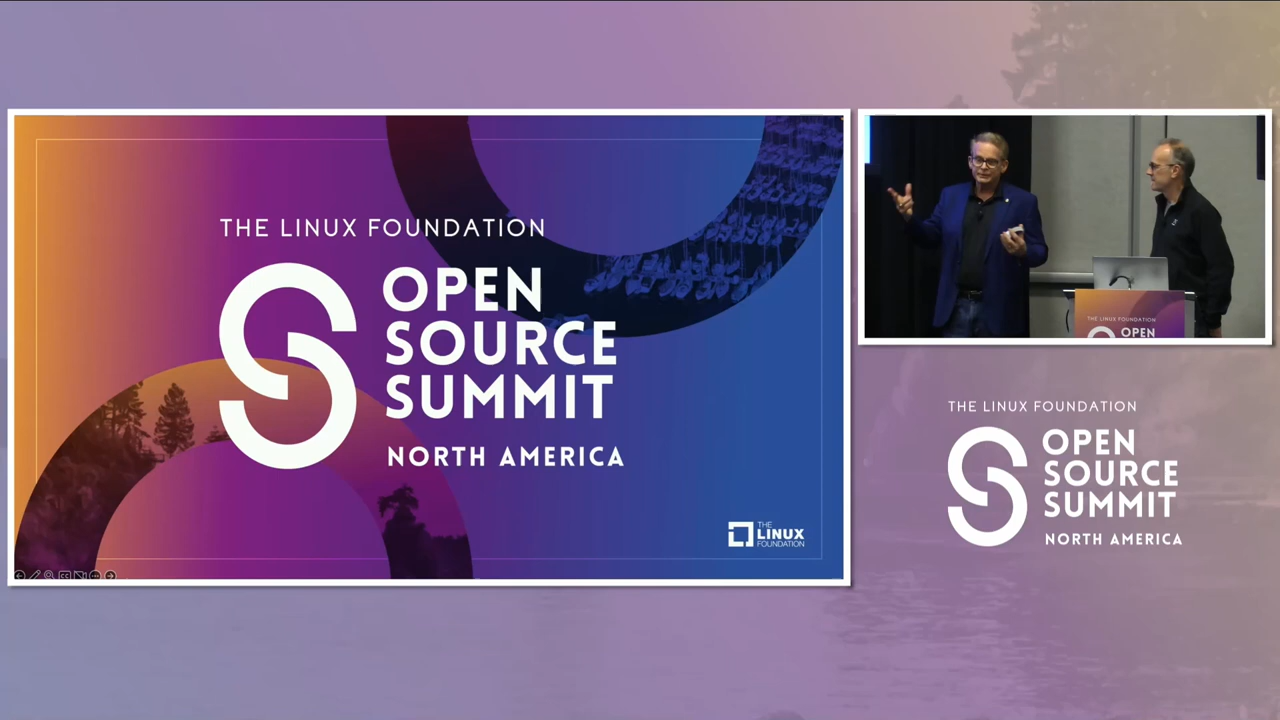 THE LINUX FOUNDATION
OPEN
SOURCE
SUMMIT
NORTH AMERICA
THE
LINUX
FOUNDATION
THE LINUX FOUNDATION
OPEN
THE LINUX FOUNDATION
OPEN
SOURCE
SUMMIT
NORTH AMERICA